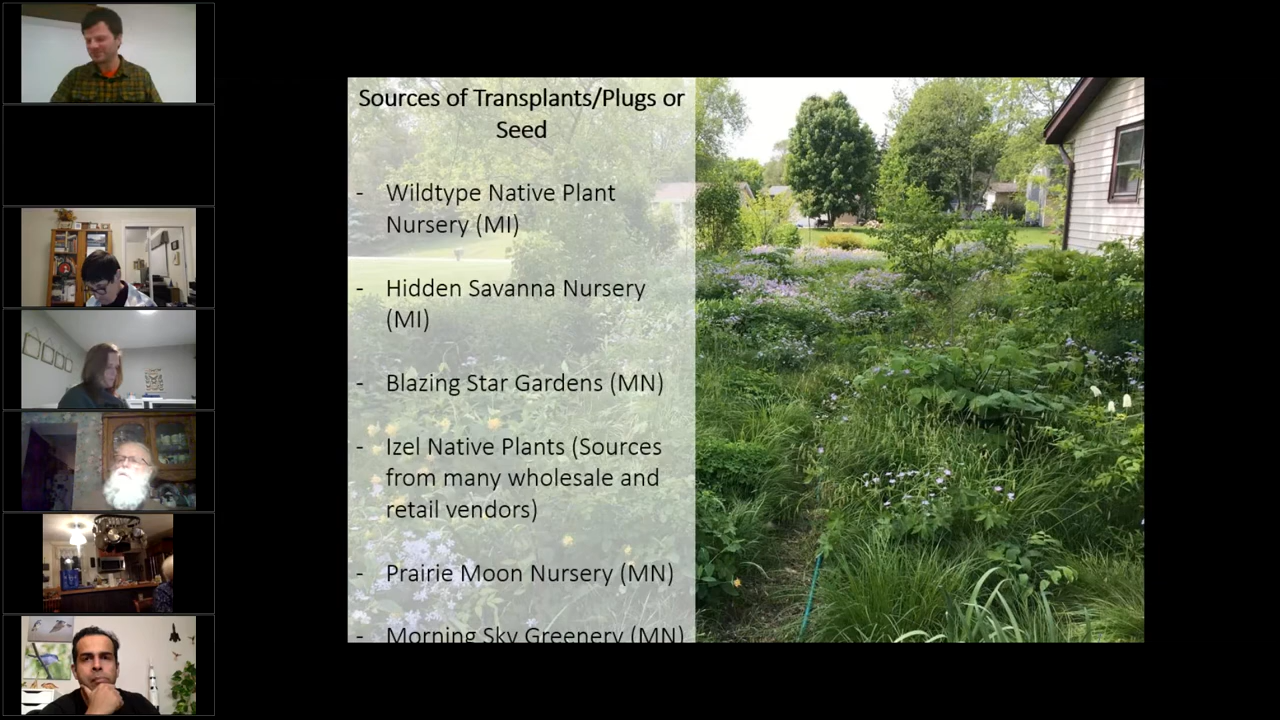 Sources of Transplants/Plugs or
Seed
- Wildtype Native Plant
Nursery (MI)
- Hidden Savanna Nursery
(MI)
- Blazing Star Gardens (MN)
- Izel Native Plants (Sources
from many wholesale and
retail vendors)
- Prairie Moon Nursery (MN)
- Morning Sky Greenery (MN)